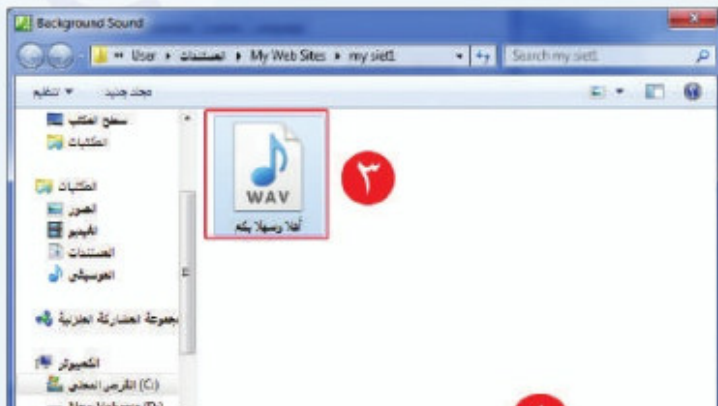 Background Sound
User ▸ المستندات ▸ My Web Sites ▸ my siet1
Search my siet1
تنظيم
مجلد جديد
سطح المكتب
المكتبات
المكتبات
الصور
الفيديو
المستندات
الموسيقى
مجموعة المشاركة المنزلية
الكمبيوتر
القرص المحلي (C:)
WAV
أهلا وسهلا بكم
٣